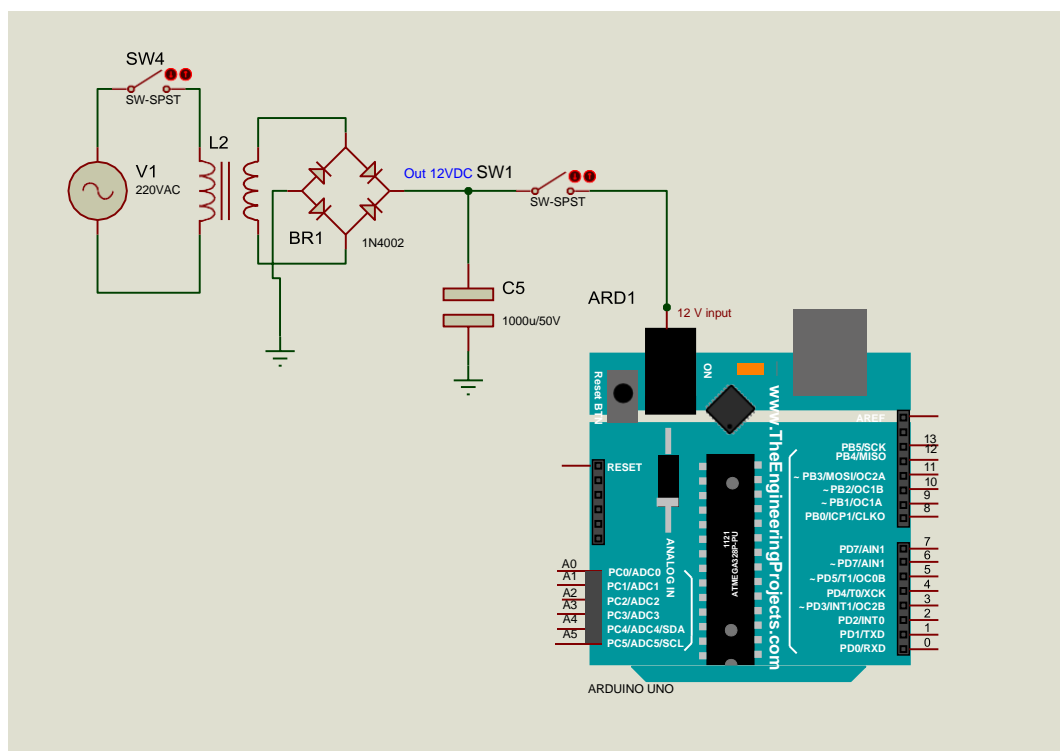 SW4
SW-SPST
L2
V1
220VAC
BR1
1N4002
Out 12VDC
SW1
SW-SPST
C5
1000u/50V
ARD1
12 V input
Reset BTN
ON
www.TheEngineeringProjects.com
AREF
PB5/SCK
13
PB4/MISO
12
~ PB3/MOSI/OC2A
11
~ PB2/OC1B
10
~ PB1/OC1A
9
PB0/ICP1/CLKO
8
RESET
1121
ATMEGA328P-PU
ANALOG IN
A0
PC0/ADC0
A1
PC1/ADC1
A2
PC2/ADC2
A3
PC3/ADC3
A4
PC4/ADC4/SDA
A5
PC5/ADC5/SCL
PD7/AIN1
7
~ PD7/AIN1
6
~ PD5/T1/OC0B
5
PD4/T0/XCK
4
~ PD3/INT1/OC2B
3
PD2/INT0
2
PD1/TXD
1
PD0/RXD
0
ARDUINO UNO